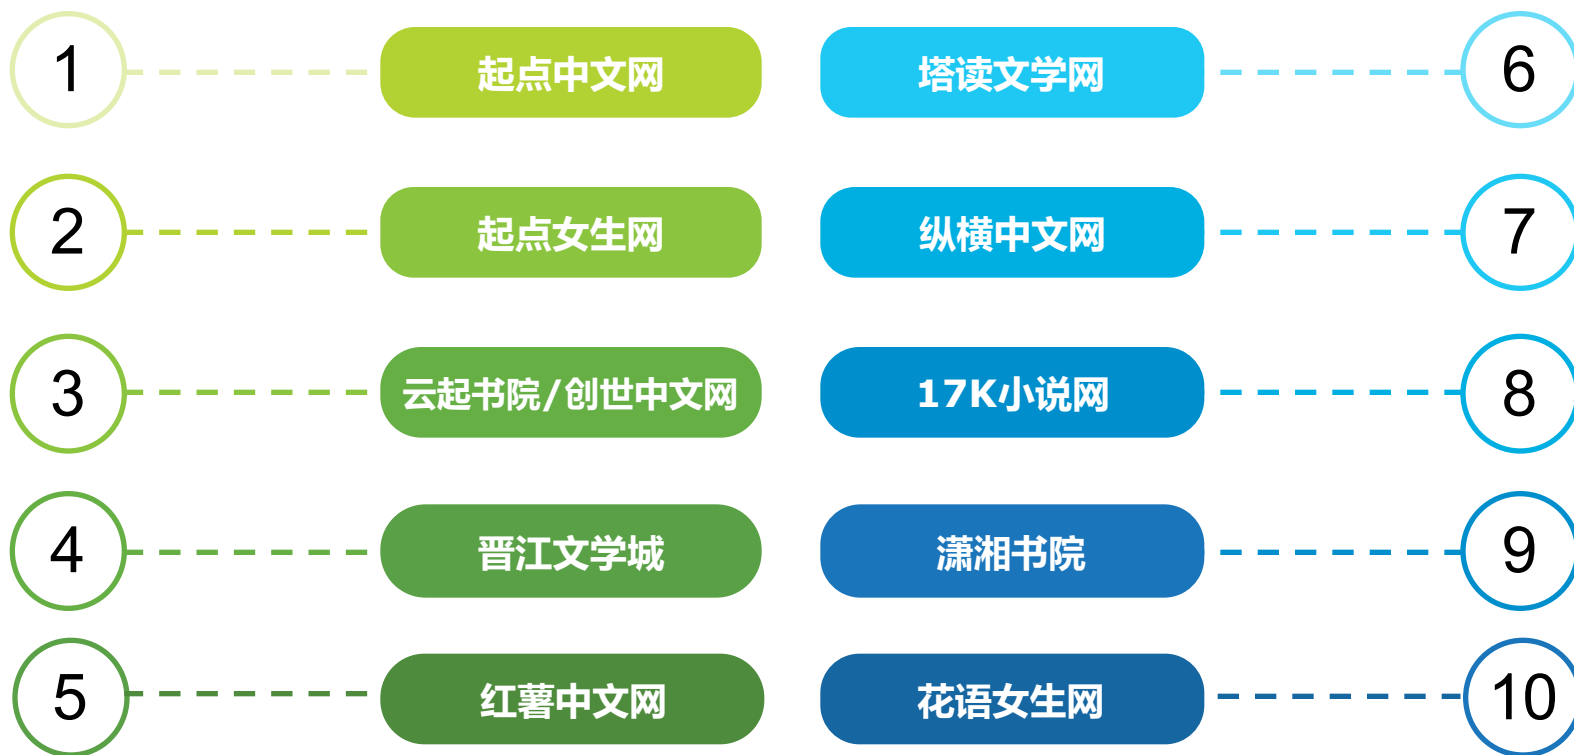 1
起点中文网
2
起点女生网
3
云起书院/创世中文网
4
晋江文学城
5
红薯中文网
塔读文学网
6
纵横中文网
7
17K小说网
8
潇湘书院
9
花语女生网
10